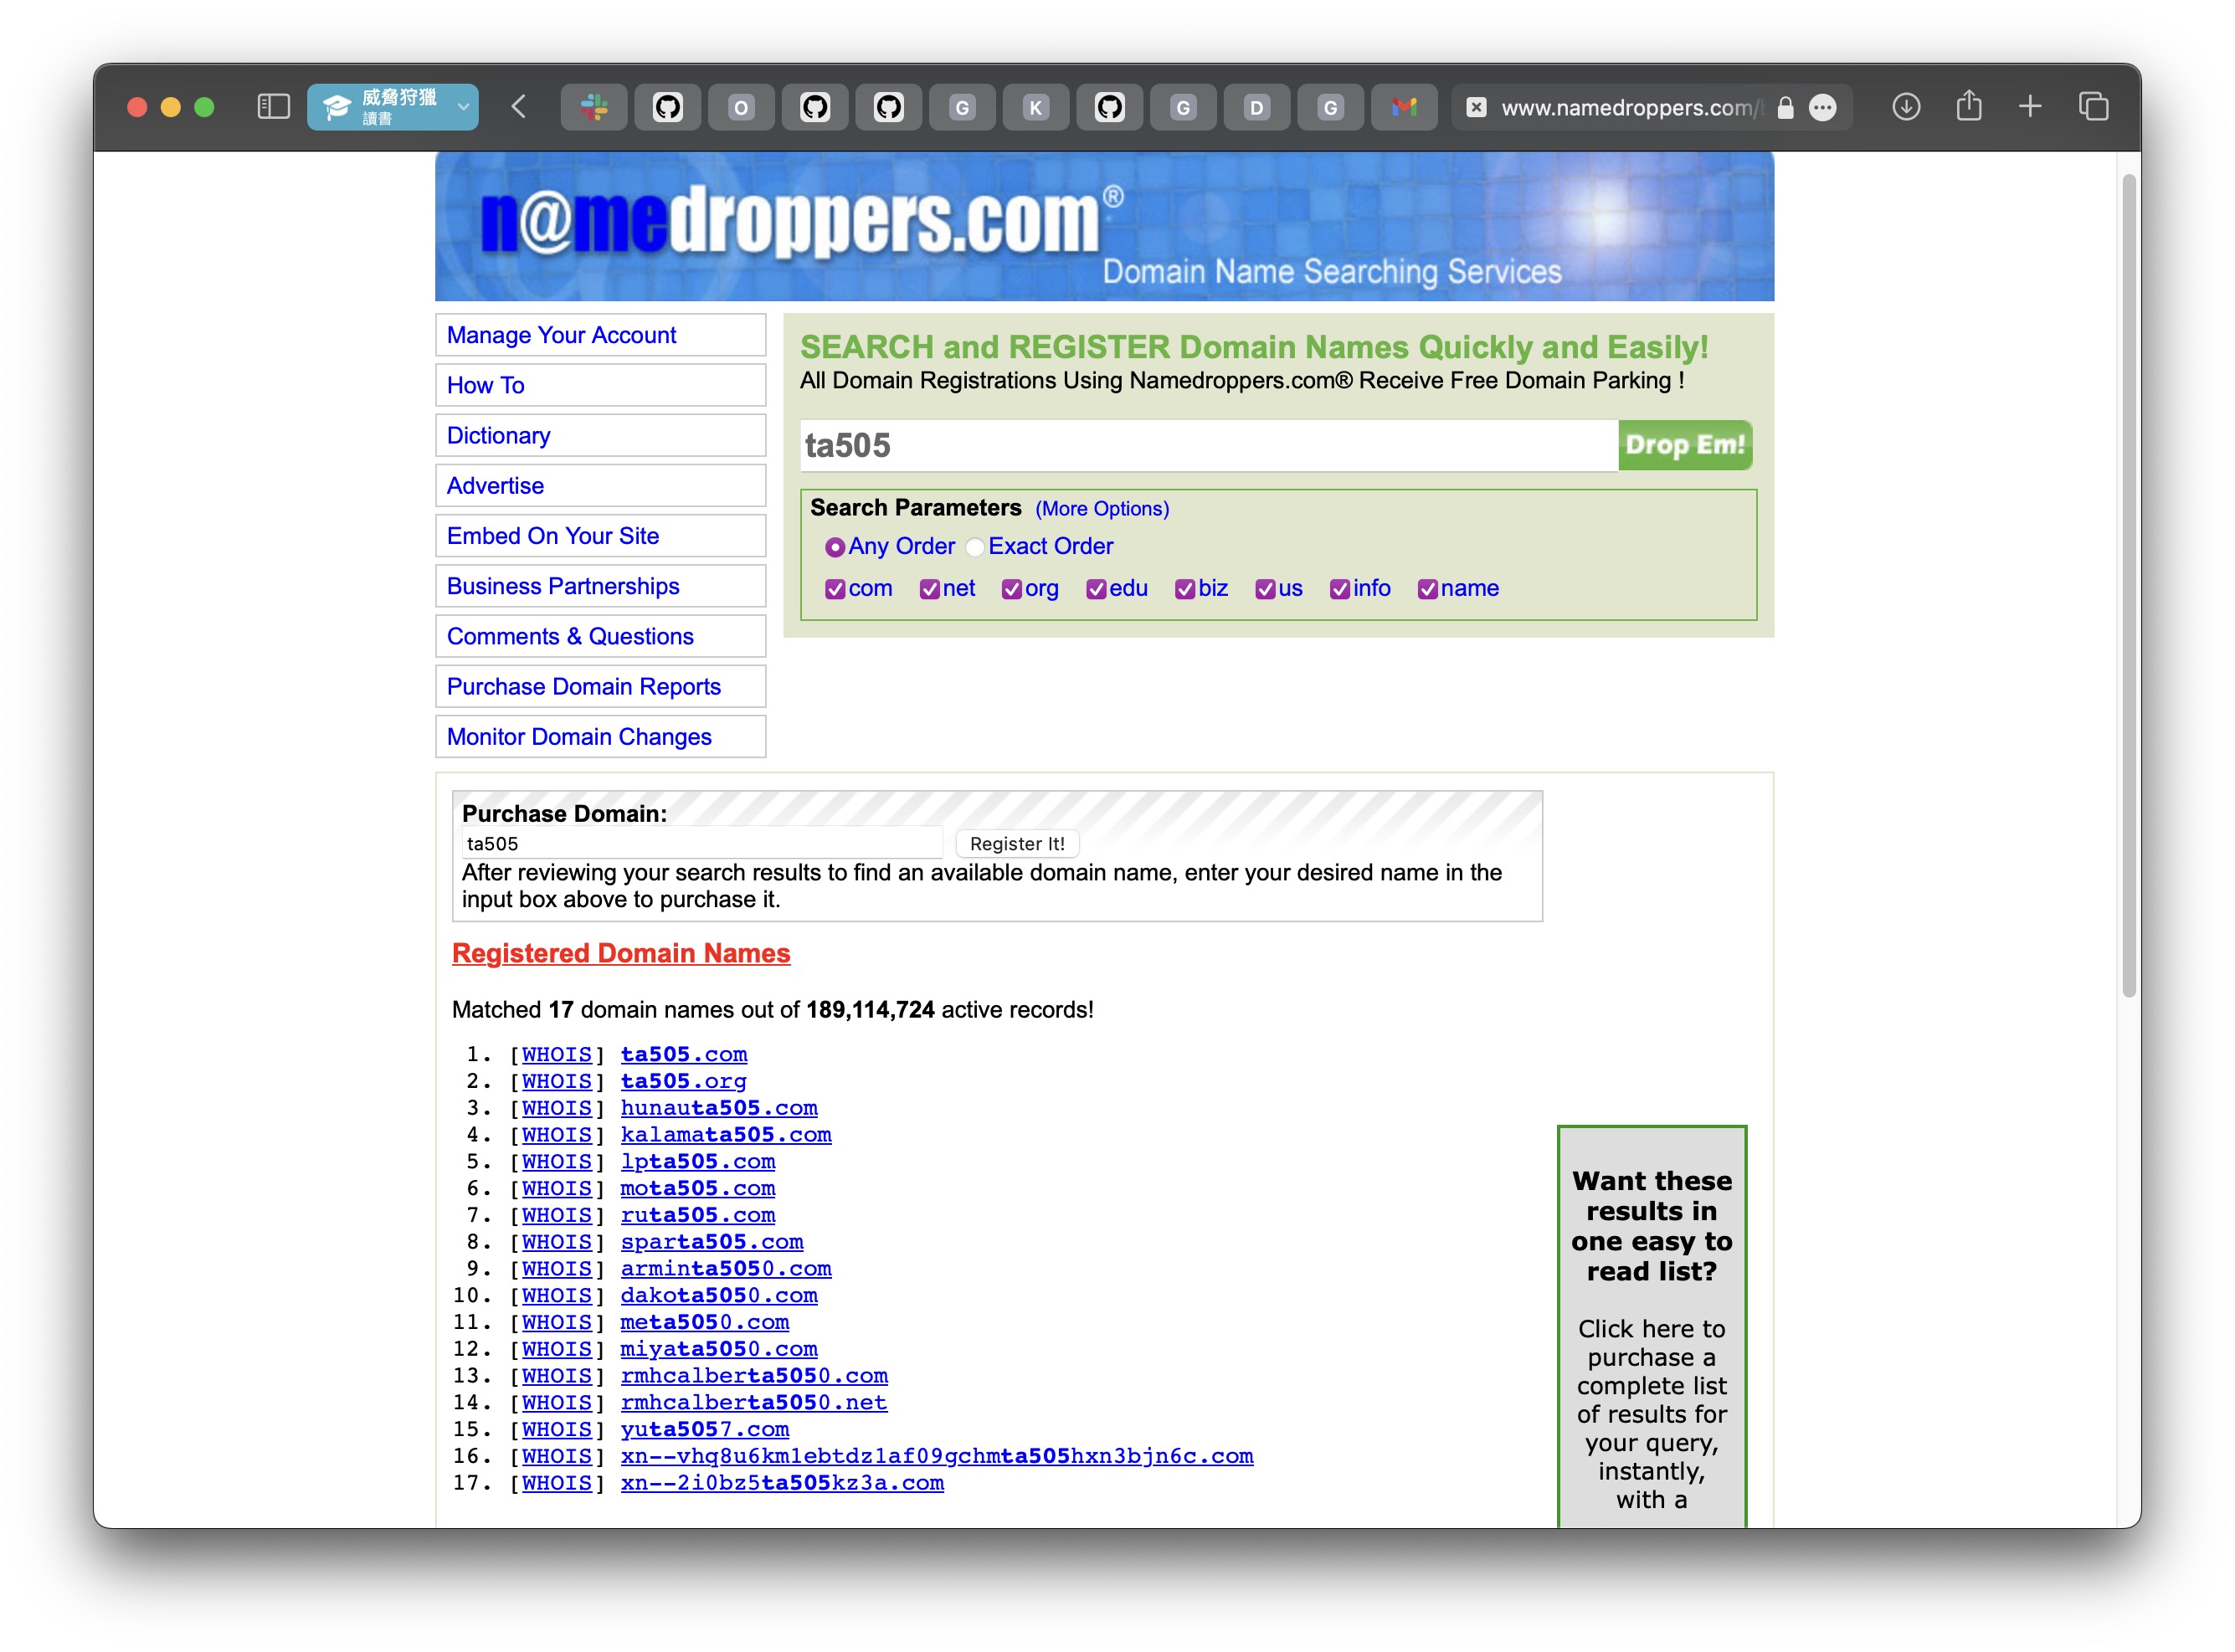 威脅狩獵
讀書
O
G
K
G
D
G
www.namedroppers.com/
n@medroppers.com®
Domain Name Searching Services
Manage Your Account
How To
Dictionary
Advertise
Embed On Your Site
Business Partnerships
Comments & Questions
Purchase Domain Reports
Monitor Domain Changes
SEARCH and REGISTER Domain Names Quickly and Easily!
All Domain Registrations Using Namedroppers.com® Receive Free Domain Parking !
ta505 Drop Em!
Search Parameters (More Options)
Any Order Exact Order
com net org edu biz us info name
Purchase Domain:
ta505 Register It!
After reviewing your search results to find an available domain name, enter your desired name in the
input box above to purchase it.
Registered Domain Names
Matched 17 domain names out of 189,114,724 active records!
1. [WHOIS] ta505.com
2. [WHOIS] ta505.org
3. [WHOIS] hunauta505.com
4. [WHOIS] kalamata505.com
5. [WHOIS] lpta505.com
6. [WHOIS] mota505.com
7. [WHOIS] ruta505.com
8. [WHOIS] sparta505.com
9. [WHOIS] arminta5050.com
10. [WHOIS] dakota5050.com
11. [WHOIS] meta5050.com
12. [WHOIS] miyata5050.com
13. [WHOIS] rmhcalberta5050.com
14. [WHOIS] rmhcalberta5050.net
15. [WHOIS] yuta5057.com
16. [WHOIS] xn--vhq8u6km1ebtdz1af09gchmta505hxn3bjn6c.com
17. [WHOIS] xn--2i0bz5ta505kz3a.com
Want these
results in
one easy to
read list?
Click here to
purchase a
complete list
of results for
your query,
instantly,
with a